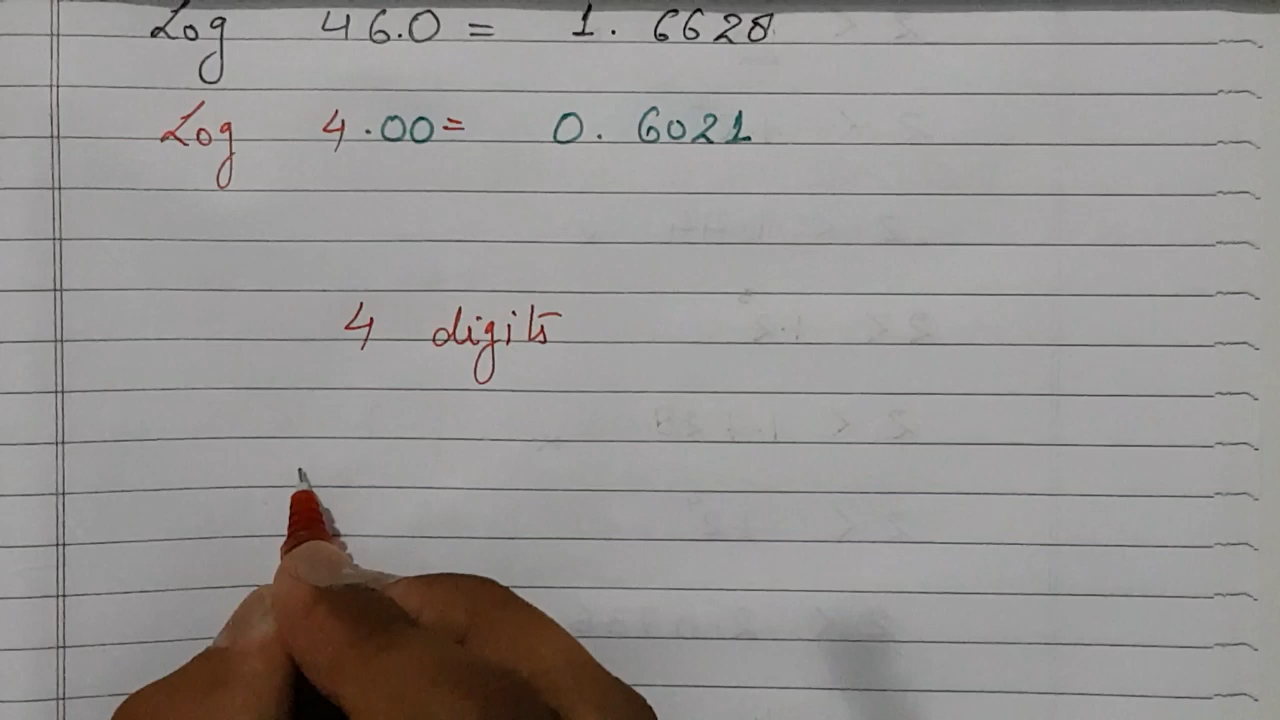 Log 46.0 = 1. 6628
Log 4.00= 0. 6021
4 digits